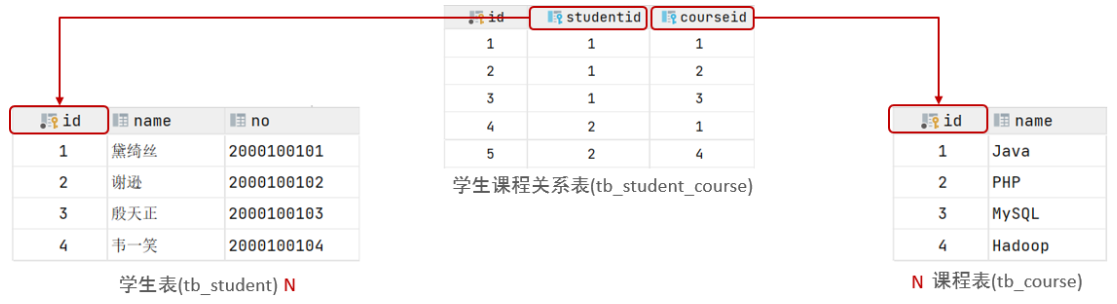 id studentid courseid
1 1 1
2 1 2
3 1 3
4 2 1
5 2 4
学生课程关系表(tb_student_course)
id name no
1 黛绮丝 2000100101
2 谢逊 2000100102
3 殷天正 2000100103
4 韦一笑 2000100104
学生表(tb_student) N
id name
1 Java
2 PHP
3 MySQL
4 Hadoop
N 课程表(tb_course)